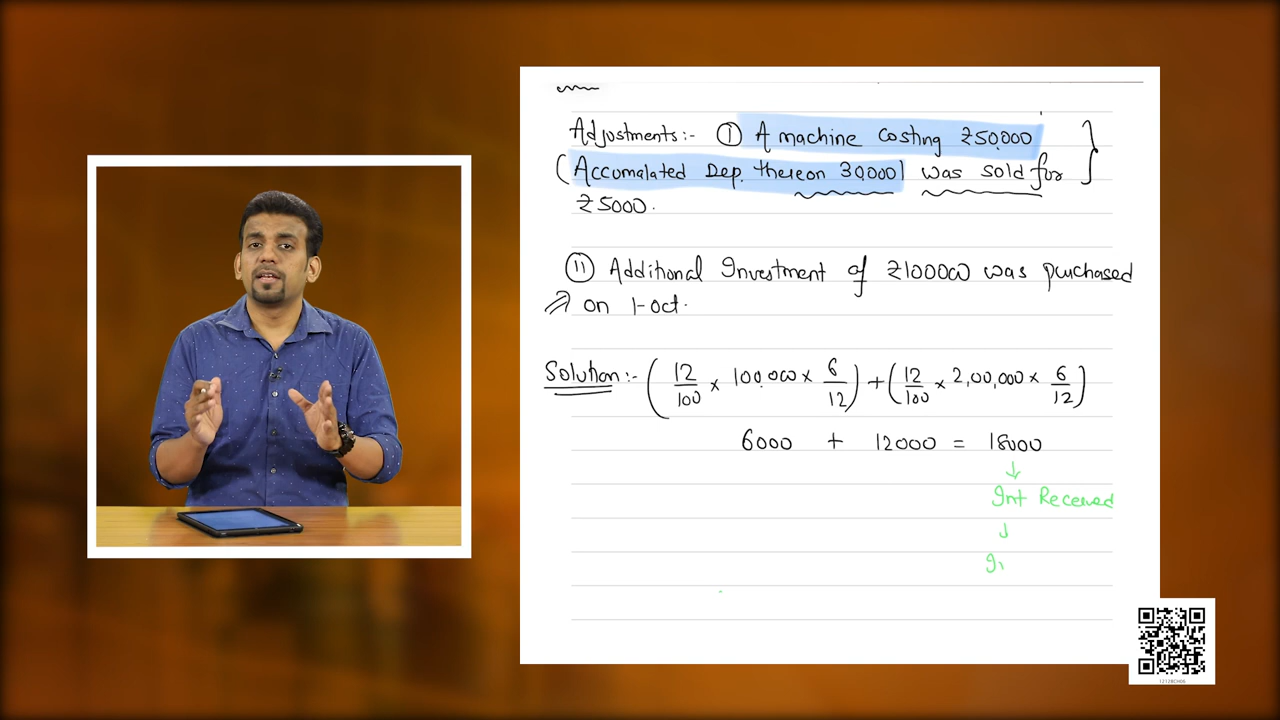 Adjustments:- (I) A machine costing ₹50,000
(Accumalated Dep. thereon 30,000) was sold for
₹5000.
(II) Additional Investment of ₹100000 was purchased
on 1-oct.
Solution:- (12/100 × 100,000 × 6/12) + (12/100 × 2,00,000 × 6/12)
6000 + 12000 = 18000
↓
Int Received
↓
In
12128CH06